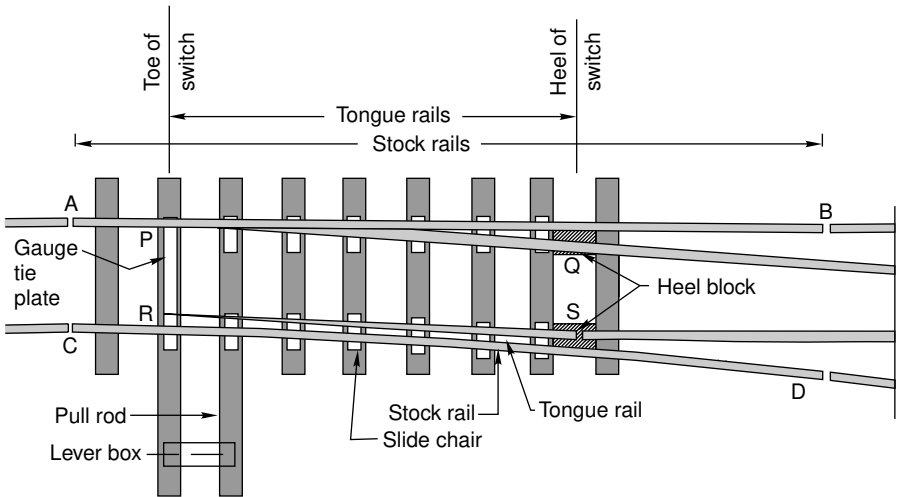 Toe of
switch
Heel of
switch
Tongue rails
Stock rails
A
B
P
Gauge
tie
plate
Q
Heel block
R
S
C
D
Pull rod
Stock rail
Tongue rail
Slide chair
Lever box